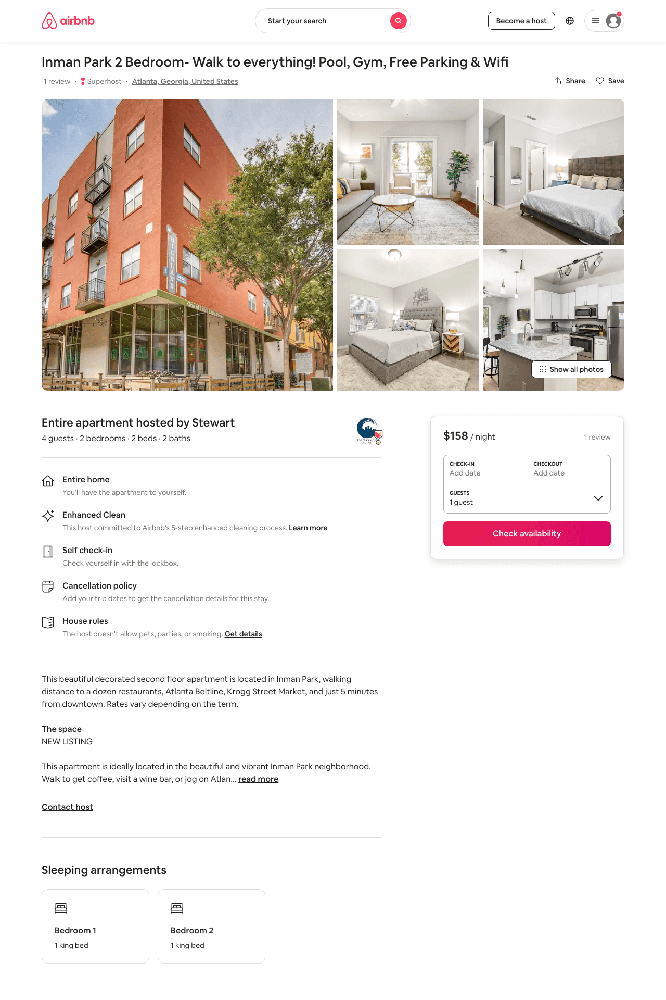 airbnb
Start your search
Become a host
Inman Park 2 Bedroom- Walk to everything! Pool, Gym, Free Parking & Wifi
1 review · Superhost · Atlanta, Georgia, United States
Share
Save
HIGHLAND
One of Life's Little Perks
Show all photos
Entire apartment hosted by Stewart
4 guests · 2 bedrooms · 2 beds · 2 baths
INTOWN
LIVING
$158 / night
1 review
CHECK-IN
Add date
CHECKOUT
Add date
GUESTS
1 guest
Check availability
Entire home
You'll have the apartment to yourself.
Enhanced Clean
This host committed to Airbnb's 5-step enhanced cleaning process. Learn more
Self check-in
Check yourself in with the lockbox.
Cancellation policy
Add your trip dates to get the cancellation details for this stay.
House rules
The host doesn't allow pets, parties, or smoking. Get details
This beautiful decorated second floor apartment is located in Inman Park, walking
distance to a dozen restaurants, Atlanta Beltline, Krogg Street Market, and just 5 minutes
from downtown. Rates vary depending on the term.
The space
NEW LISTING
This apartment is ideally located in the beautiful and vibrant Inman Park neighborhood.
Walk to get coffee, visit a wine bar, or jog on Atlan... read more
Contact host
Sleeping arrangements
Bedroom 1
1 king bed
Bedroom 2
1 king bed